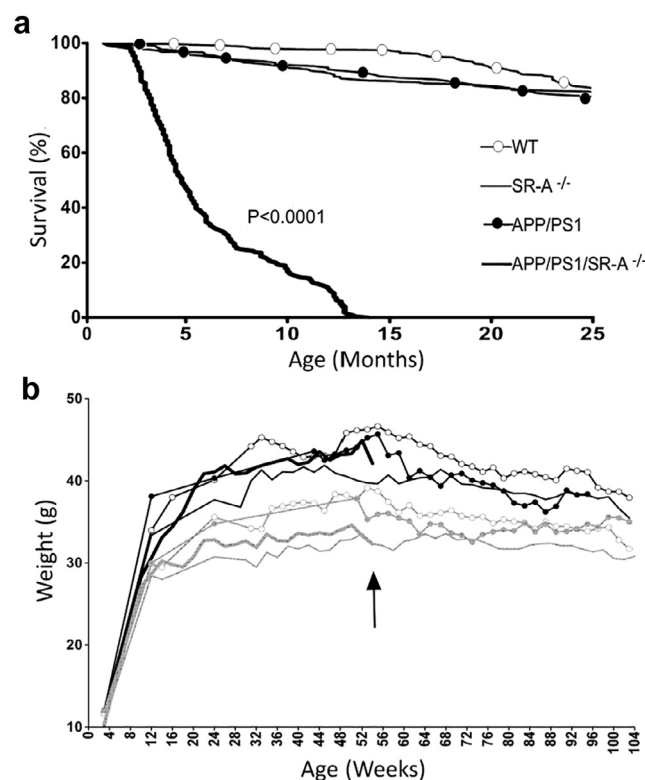 a
100
80
60
40
20
0
Survival (%)
P<0.0001
WT
SR-A -/-
APP/PS1
APP/PS1/SR-A -/-
0 5 10 15 20 25
Age (Months)
b
50
40
30
20
10
Weight (g)
0 4 8 12 16 20 24 28 32 36 40 44 48 52 56 60 64 68 72 76 80 84 88 92 96 100 104
Age (Weeks)